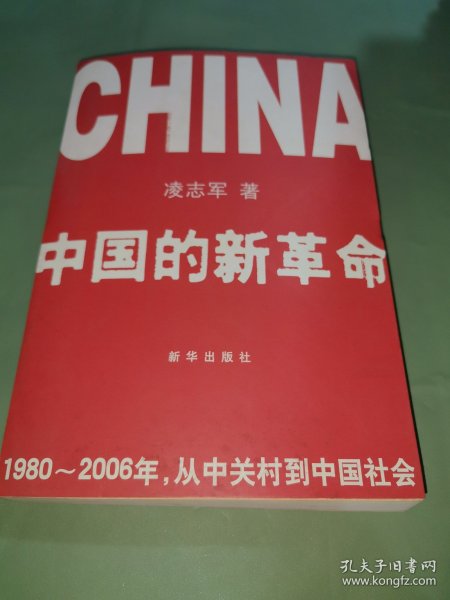 CHINA
凌志军 著
中国的新革命
新华出版社
1980～2006年,从中关村到中国社会
孔夫子旧书网
www.kongfz.com